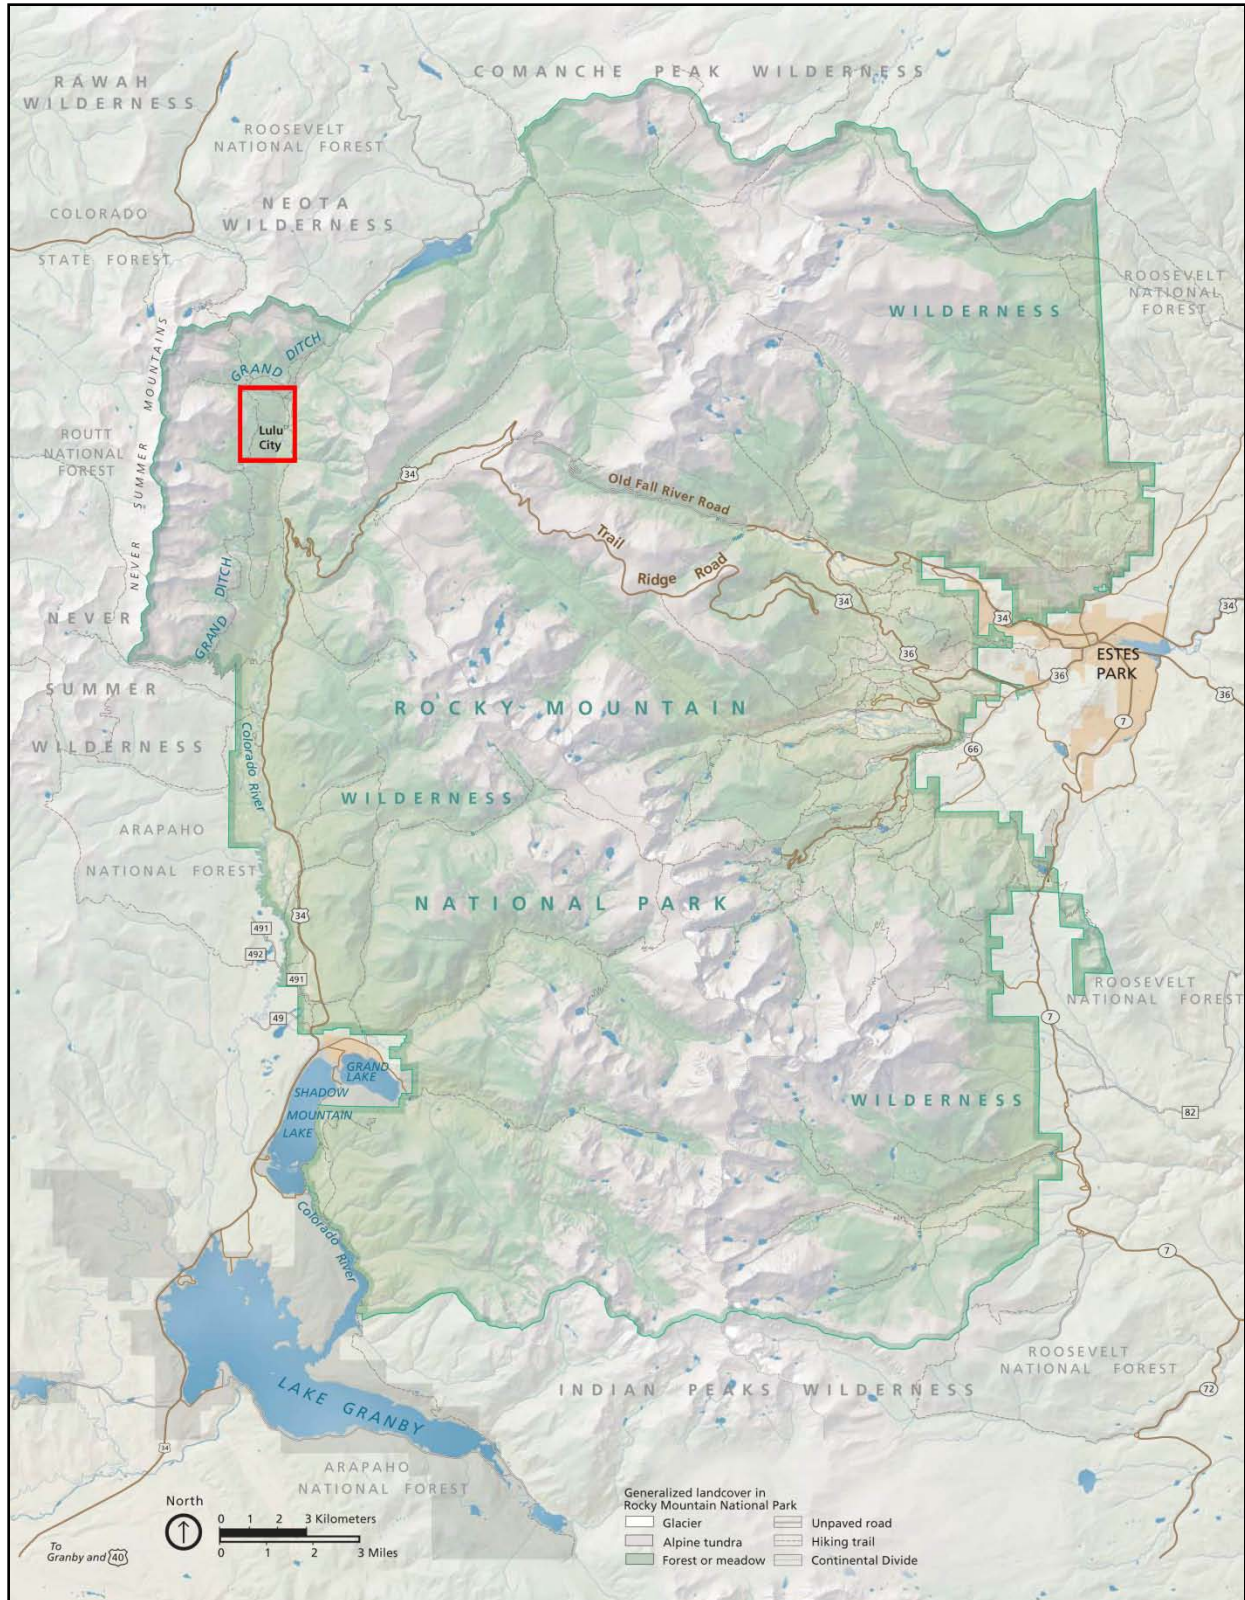 COMANCHE PEAK WILDERNESS
RAWAH
WILDERNESS
ROOSEVELT
NATIONAL FOREST
NEOTA
WILDERNESS
COLORADO
STATE FOREST
ROOSEVELT
NATIONAL
FOREST
WILDERNESS
NEVER SUMMER MOUNTAINS
GRAND DITCH
Lulu
City
ROUTT
NATIONAL
FOREST
34
Old Fall River Road
Trail
Ridge Road
NEVER SUMMER MOUNTAINS
GRAND DITCH
34
34
34
NEVER
SUMMER
WILDERNESS
36
36
36
ESTES
PARK
7
66
ROCKY MOUNTAIN
Colorado River
WILDERNESS
ARAPAHO
NATIONAL FOREST
NATIONAL PARK
34
491
492
491
49
ROOSEVELT
NATIONAL FOREST
7
GRAND
LAKE
SHADOW
MOUNTAIN
LAKE
WILDERNESS
82
Colorado River
7
ROOSEVELT
NATIONAL FOREST
INDIAN PEAKS WILDERNESS
72
LAKE GRANBY
34
ARAPAHO
NATIONAL FOREST
North
0 1 2 3 Kilometers
0 1 2 3 Miles
To
Granby and 40
Generalized landcover in
Rocky Mountain National Park
Glacier
Alpine tundra
Forest or meadow
Unpaved road
Hiking trail
Continental Divide